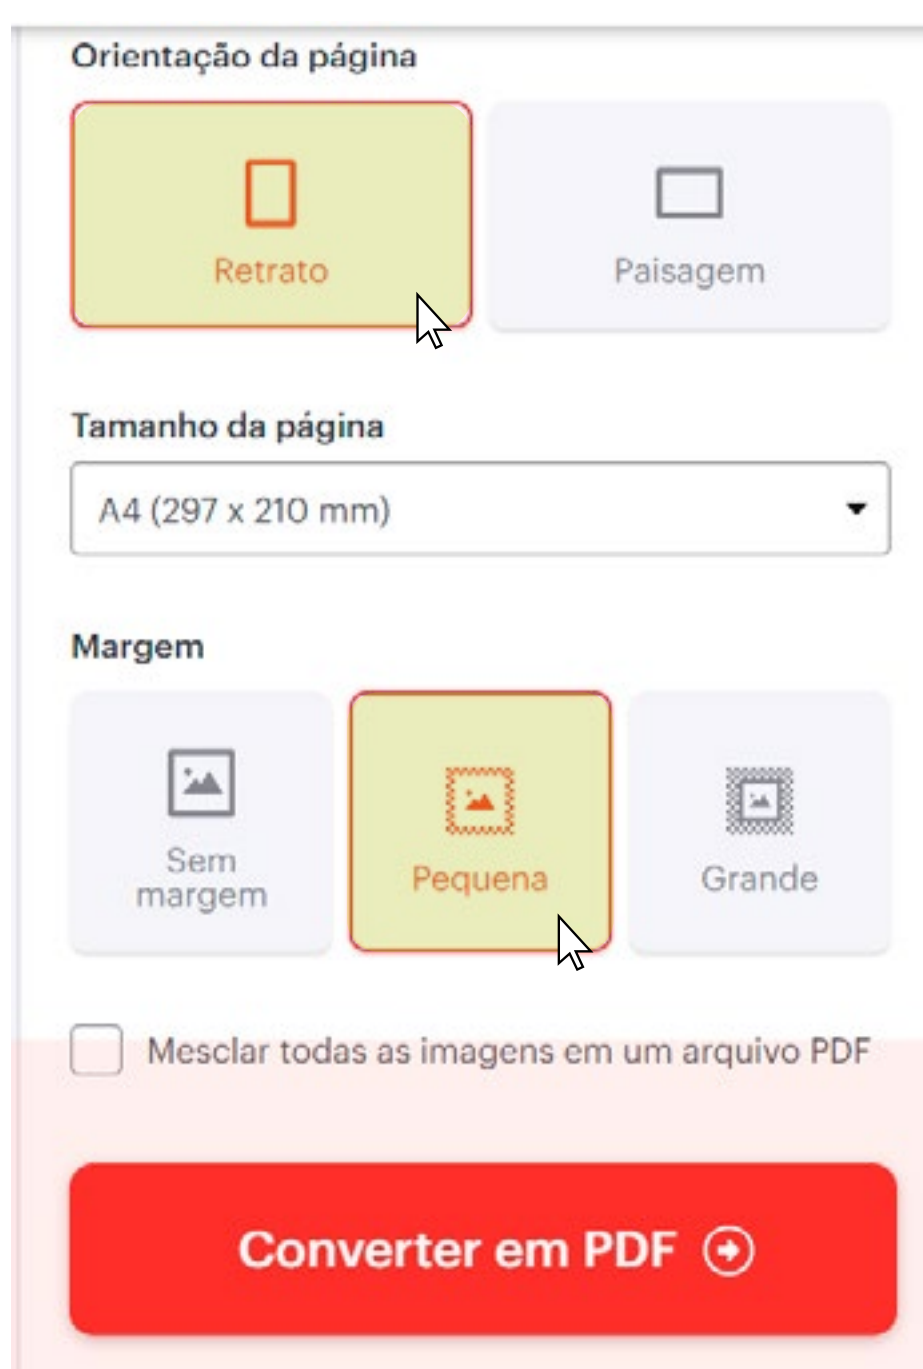 Orientação da página
Retrato
Paisagem
Tamanho da página
A4 (297 x 210 mm)
Margem
Sem
margem
Pequena
Grande
Mesclar todas as imagens em um arquivo PDF
Converter em PDF